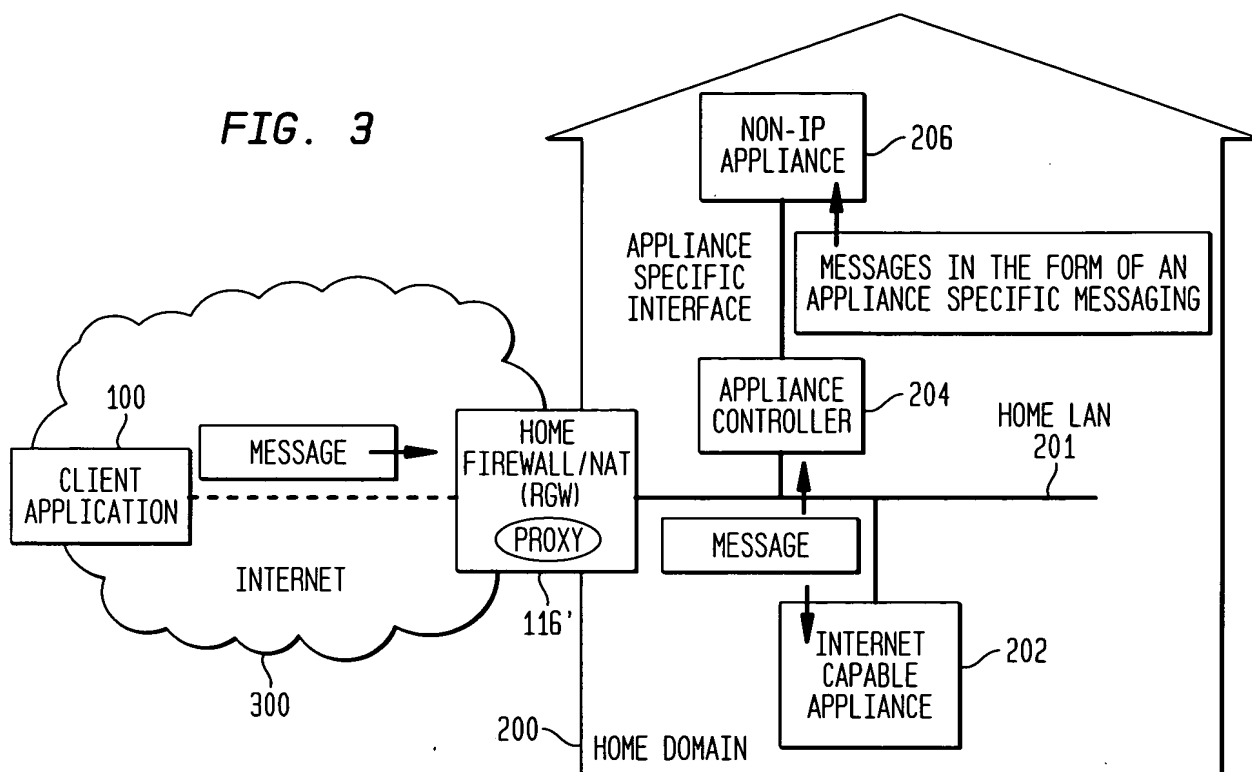 FIG. 3
NON-IP
APPLIANCE
206
APPLIANCE
SPECIFIC
INTERFACE
MESSAGES IN THE FORM OF AN
APPLIANCE SPECIFIC MESSAGING
100
MESSAGE
CLIENT
APPLICATION
INTERNET
300
HOME
FIREWALL/NAT
(RGW)
PROXY
116'
APPLIANCE
CONTROLLER
204
HOME LAN
201
MESSAGE
INTERNET
CAPABLE
APPLIANCE
202
200
HOME DOMAIN